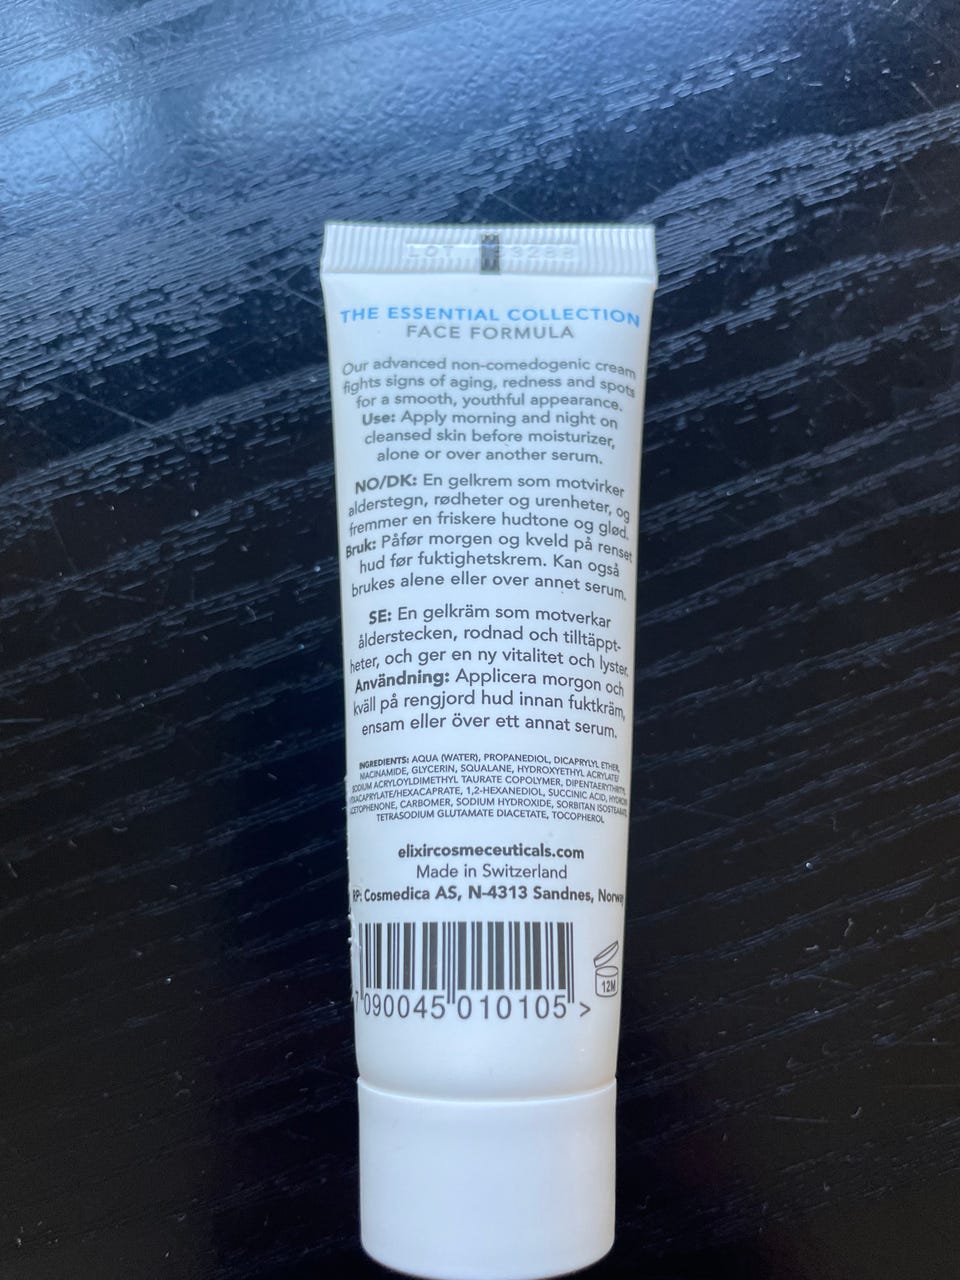 LOT 3288
THE ESSENTIAL COLLECTION
FACE FORMULA
Our advanced non-comedogenic cream
fights signs of aging, redness and spots
for a smooth, youthful appearance.
Use: Apply morning and night on
cleansed skin before moisturizer,
alone or over another serum.
NO/DK: En gelkrem som motvirker
alderstegn, rødheter og urenheter, og
fremmer en friskere hudtone og glød.
Bruk: Påfør morgen og kveld på renset
hud før fuktighetskrem. Kan også
brukes alene eller over annet serum.
SE: En gelkräm som motverkar
ålderstecken, rodnad och tilltäppt-
heter, och ger en ny vitalitet och lyster.
Användning: Applicera morgon och
kväll på rengjord hud innan fuktkräm,
ensam eller över ett annat serum.
INGREDIENTS: AQUA (WATER), PROPANEDIOL, DICAPRYLYL ETHER,
NIACINAMIDE, GLYCERIN, SQUALANE, HYDROXYETHYL ACRYLATE/
SODIUM ACRYLOYLDIMETHYL TAURATE COPOLYMER, DIPENTAERYTHRITYL
HEXACAPRYLATE/HEXACAPRATE, 1,2-HEXANEDIOL, SUCCINIC ACID,
ACETOPHENONE, CARBOMER, SODIUM HYDROXIDE, SORBITAN ISOSTEARATE,
TETRASODIUM GLUTAMATE DIACETATE, TOCOPHEROL
elixircosmeceuticals.com
Made in Switzerland
RP: Cosmedica AS, N-4313 Sandnes, Norway
12M
7 090045 010105 >